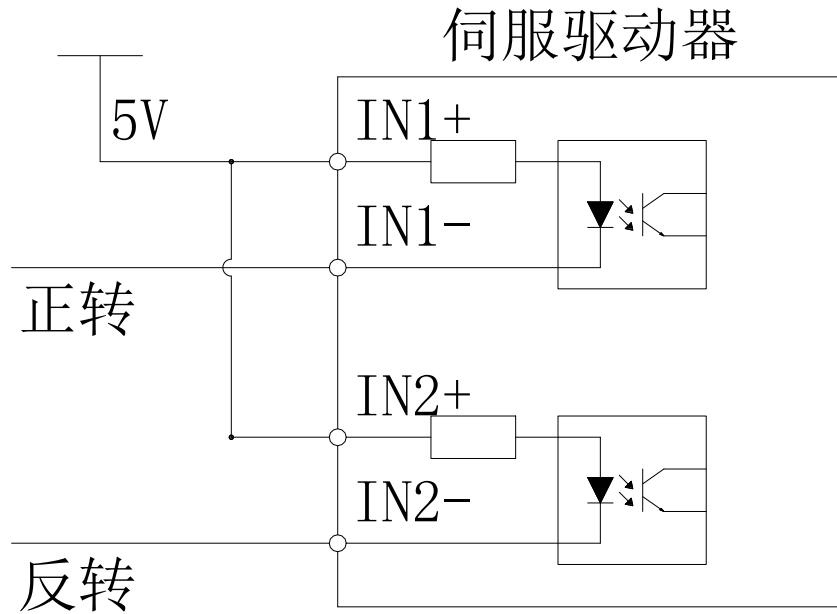 伺服驱动器
5V
IN1+
IN1-
正转
IN2+
IN2-
反转